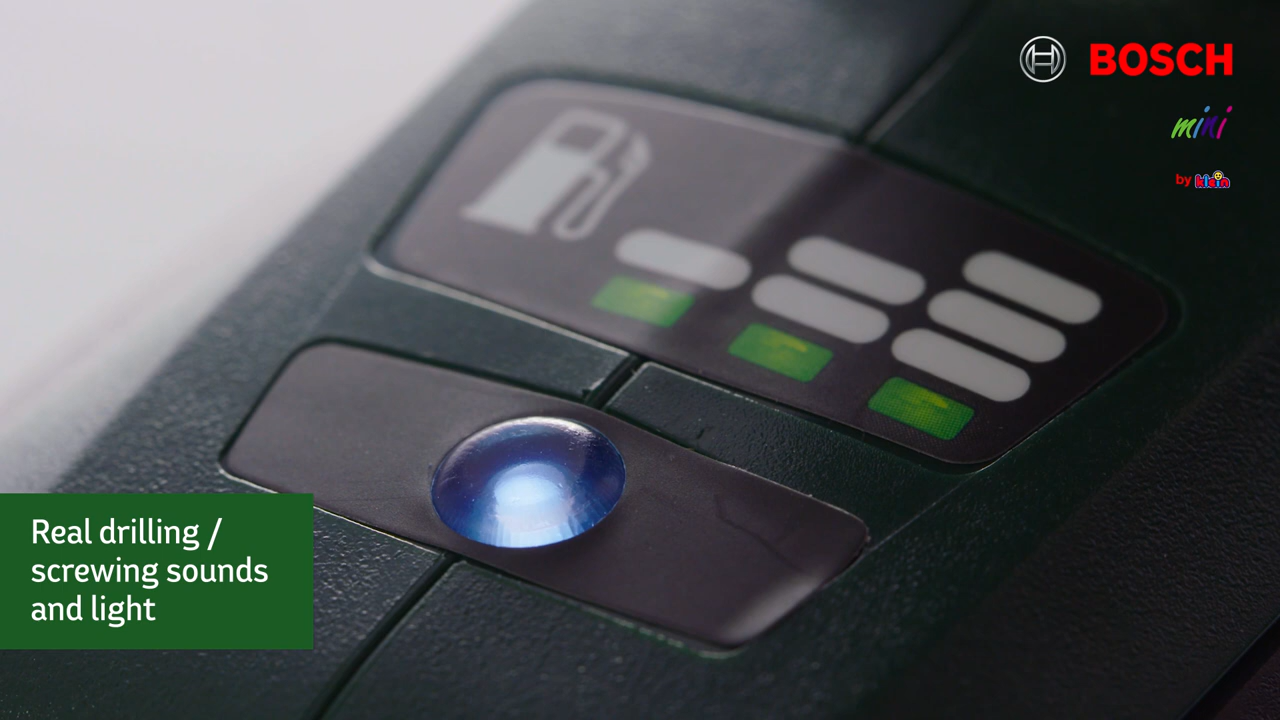 BOSCH
mini
by klein
Real drilling /
screwing sounds
and light